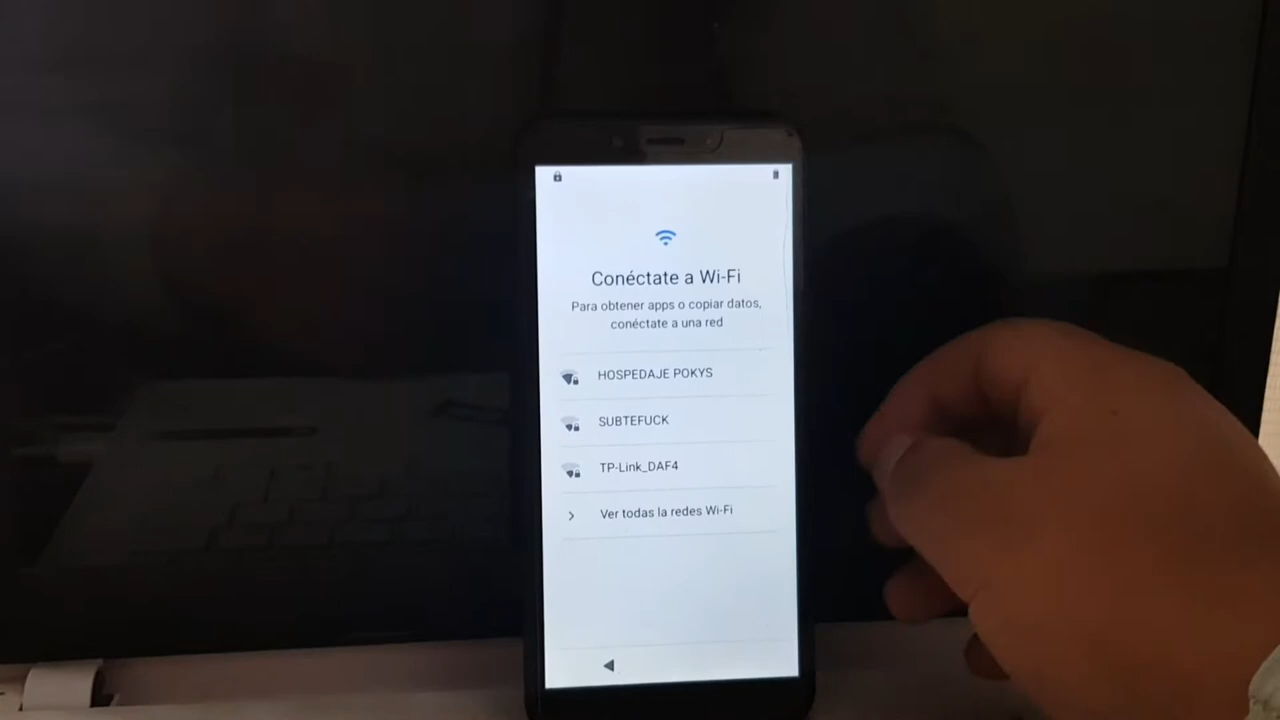 Conéctate a Wi-Fi
Para obtener apps o copiar datos,
conéctate a una red
HOSPEDAJE POKYS
SUBTEFUCK
TP-Link_DAF4
Ver todas la redes Wi-Fi